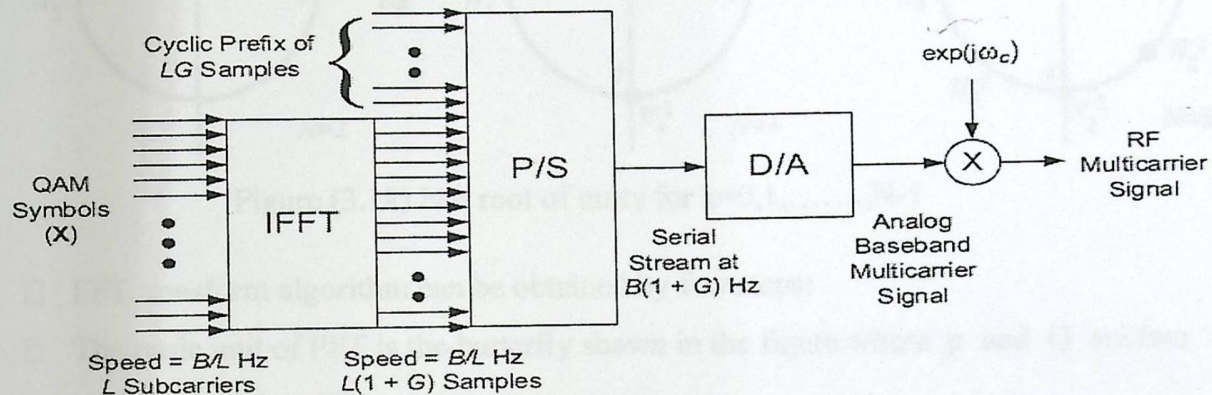 Cyclic Prefix of
LG Samples
exp(jω_c)
QAM
Symbols
(X)
IFFT
P/S
D/A
X
RF
Multicarrier
Signal
Serial
Stream at
B(1 + G) Hz
Analog
Baseband
Multicarrier
Signal
Speed = B/L Hz
L Subcarriers
Speed = B/L Hz
L(1 + G) Samples